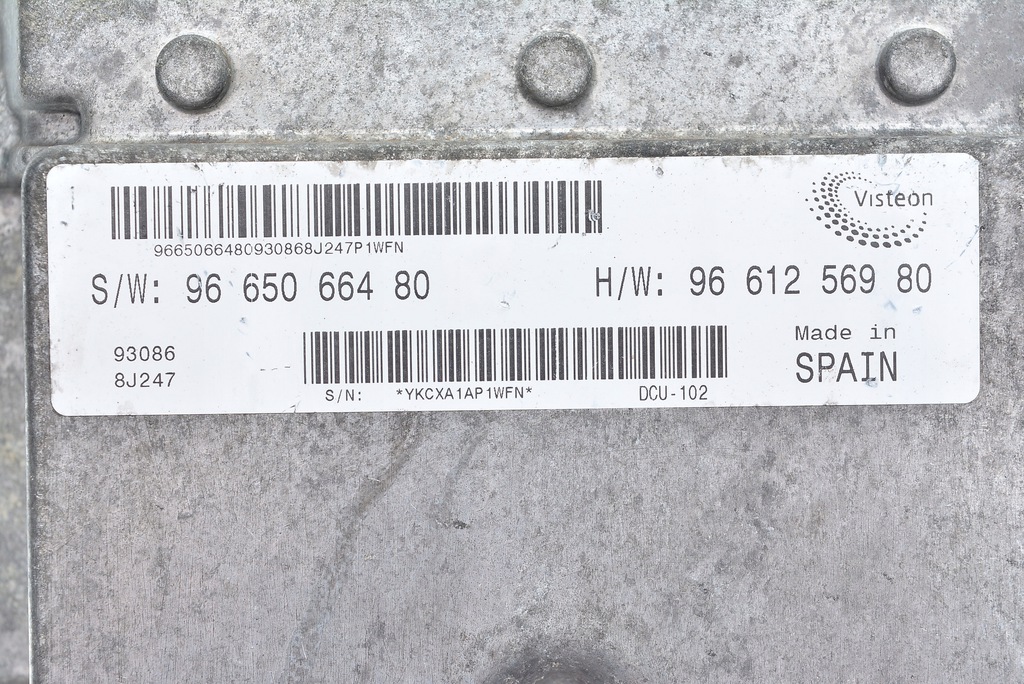 Visteon
9665066480930868J247P1WFN
S/W: 96 650 664 80
H/W: 96 612 569 80
93086
8J247
S/N: *YKCXA1AP1WFN* DCU-102
Made in
SPAIN